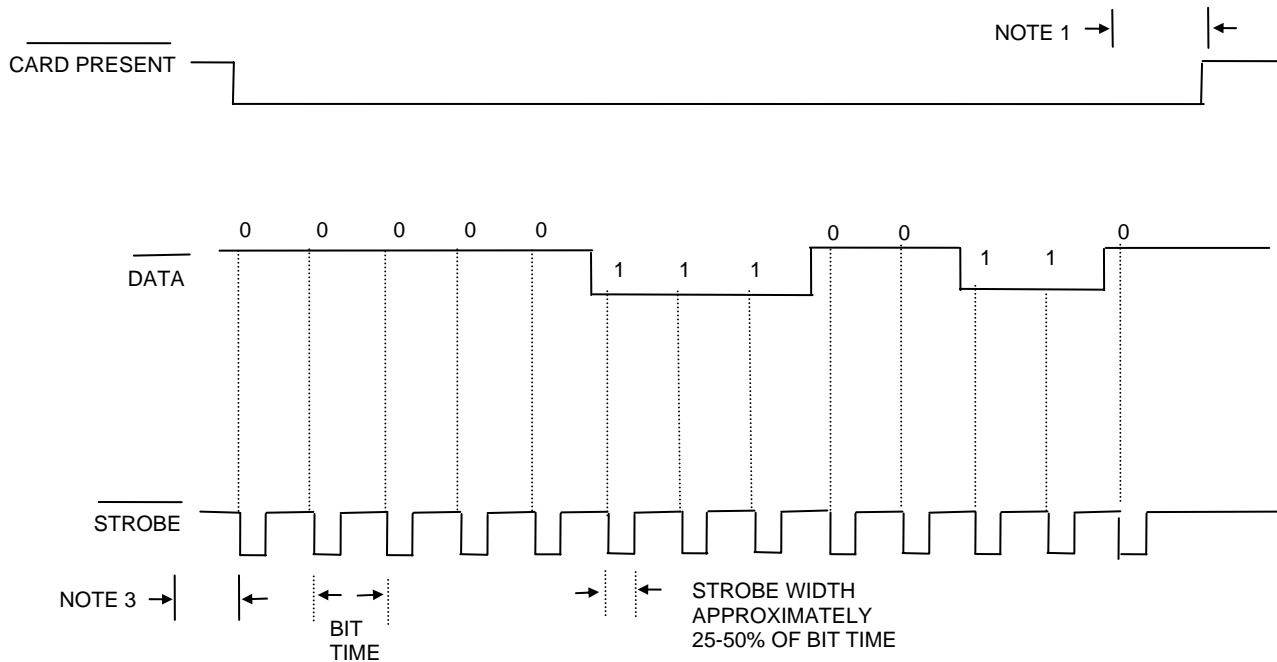 NOTE 1
CARD PRESENT
0 0 0 0 0 0 0 0
DATA
1 1 1 1 1
STROBE
NOTE 3
BIT
TIME
STROBE WIDTH
APPROXIMATELY
25-50% OF BIT TIME